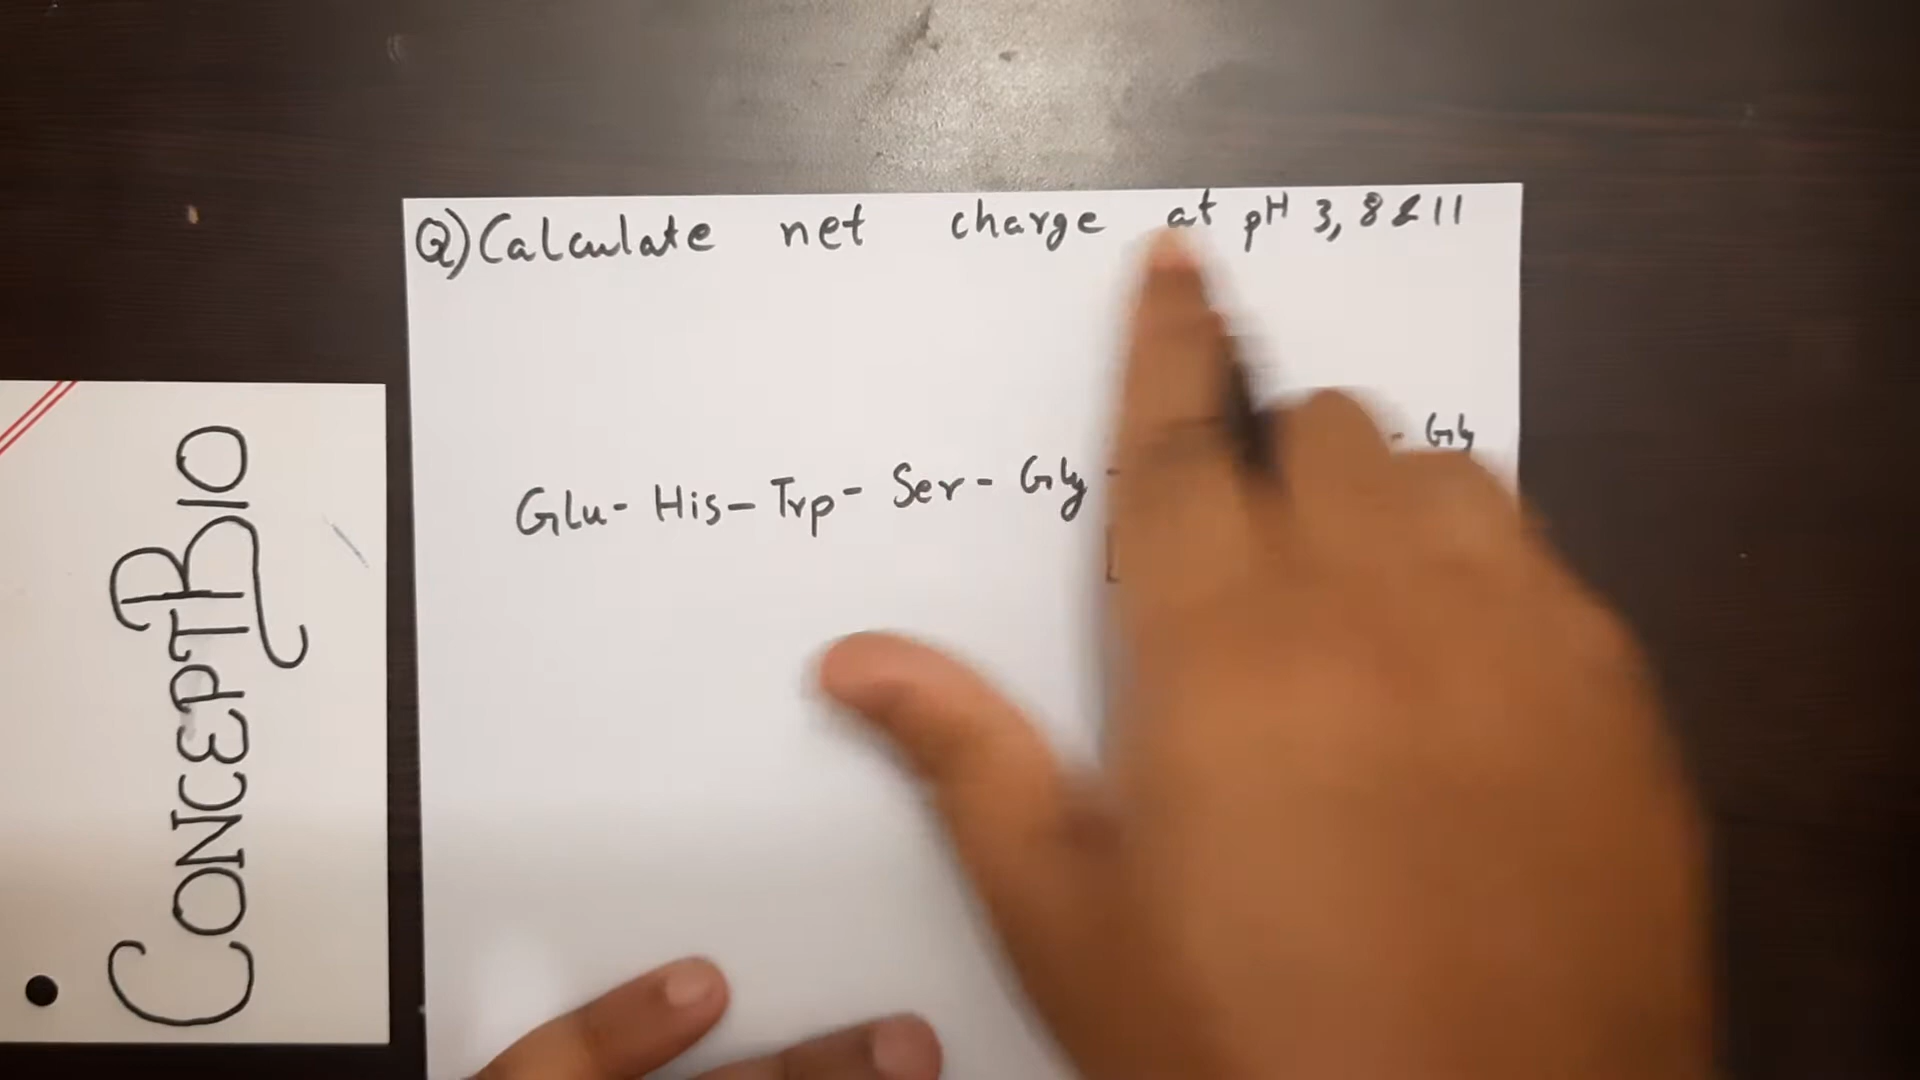 Q) Calculate net charge at pH 3, 8 & 11
Glu - His - Trp - Ser - Gly - - Gly
CONCEPTBIO